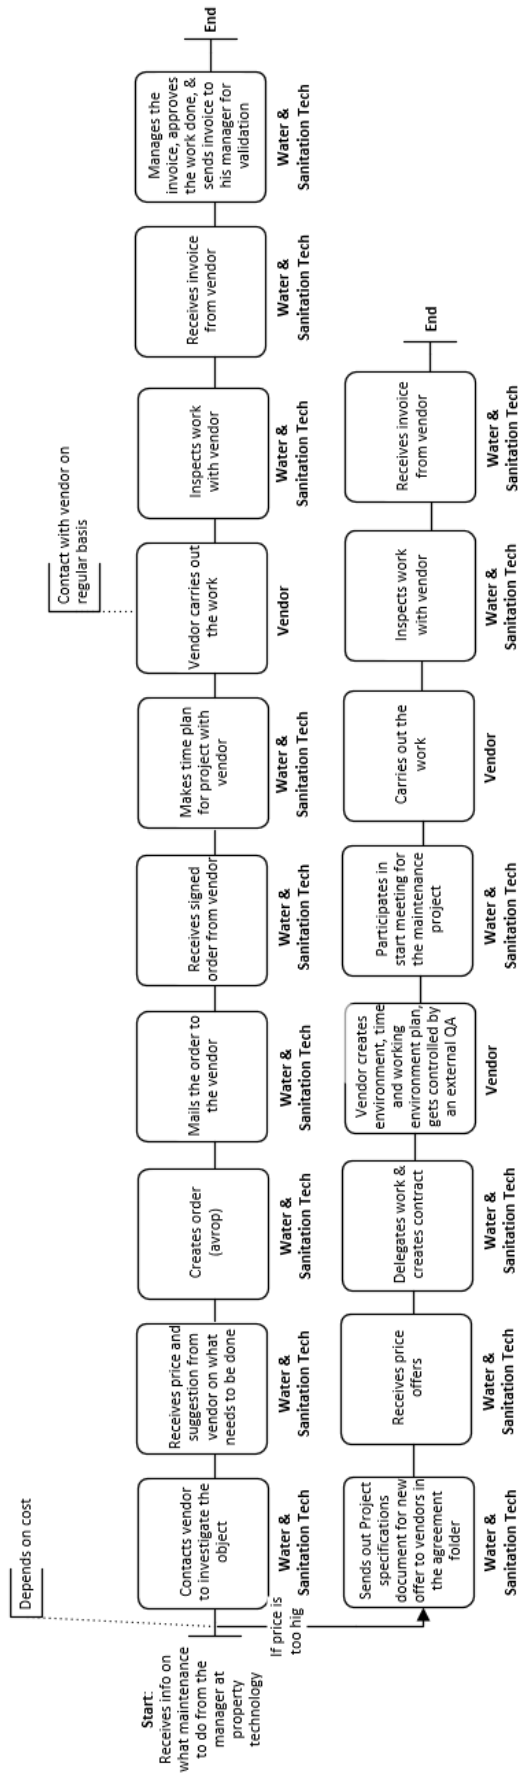 Depends on cost
Contact with vendor on
regular basis
Start:
Receives info on
what maintenance
to do from the
manager at
property
technology
Contacts vendor
to investigate the
object
Water &
Sanitation Tech
Receives price and
suggestion from
vendor on what
needs to be done
Water &
Sanitation Tech
Creates order
(avrop)
Water &
Sanitation Tech
Mails the order to
the vendor
Water &
Sanitation Tech
Receives signed
order from vendor
Water &
Sanitation Tech
Makes time plan
for project with
vendor
Water &
Sanitation Tech
Vendor carries out
the work
Vendor
Inspects work
with vendor
Water &
Sanitation Tech
Receives invoice
from vendor
Water &
Sanitation Tech
Manages the
invoice, approves
the work done, &
sends invoice to
his manager for
validation
Water &
Sanitation Tech
End
If price is
too hig
Sends out Project
specifications
document for new
offer to vendors in
the agreement
folder
Water &
Sanitation Tech
Receives price
offers
Water &
Sanitation Tech
Delegates work &
creates contract
Water &
Sanitation Tech
Vendor creates
environment, time
and working
environment plan,
gets controlled by
an external QA
Vendor
Participates in
start meeting for
the maintenance
project
Water &
Sanitation Tech
Carries out the
work
Vendor
Inspects work
with vendor
Water &
Sanitation Tech
Receives invoice
from vendor
Water &
Sanitation Tech
End